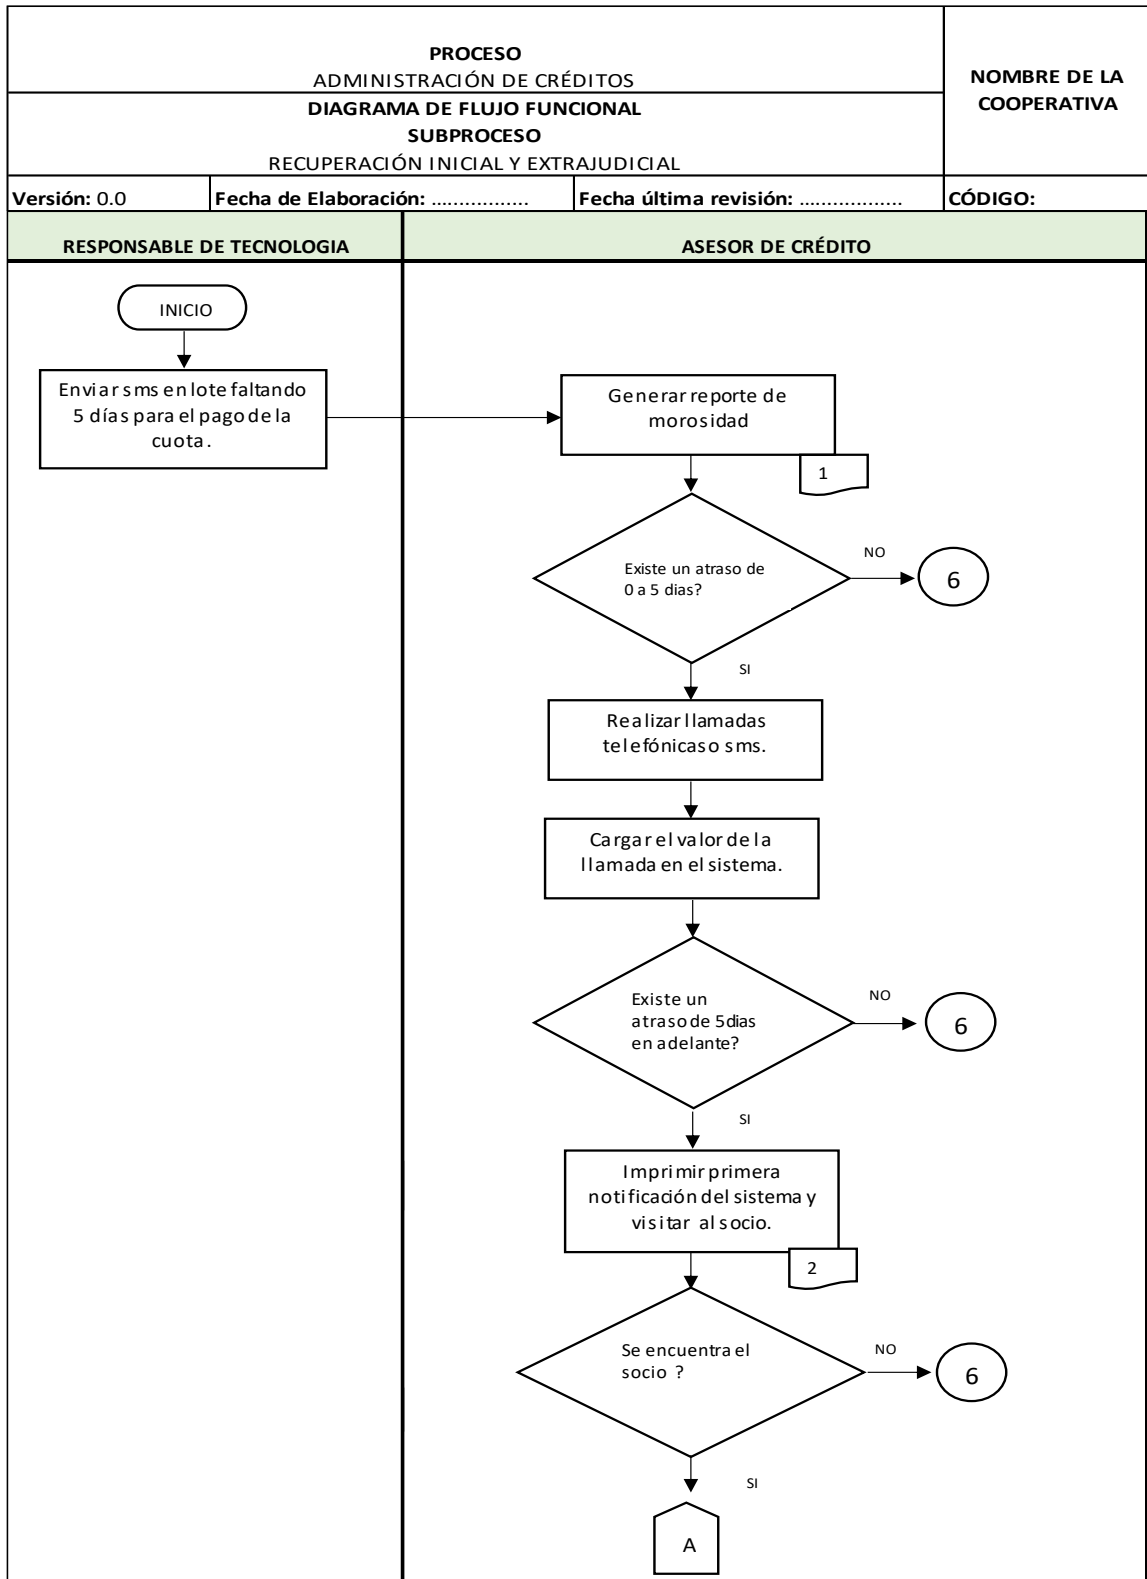 PROCESO
ADMINISTRACIÓN DE CRÉDITOS
DIAGRAMA DE FLUJO FUNCIONAL
SUBPROCESO
RECUPERACIÓN INICIAL Y EXTRAJUDICIAL
NOMBRE DE LA
COOPERATIVA
Versión: 0.0
Fecha de Elaboración: .................
Fecha última revisión: ..................
CÓDIGO:
RESPONSABLE DE TECNOLOGIA
ASESOR DE CRÉDITO
INICIO
Enviar sms en lote faltando
5 días para el pago de la
cuota.
Generar reporte de
morosidad
1
Existe un atraso de
0 a 5 dias?
NO
6
SI
Realizar llamadas
telefónicas o sms.
Cargar el valor de la
llamada en el sistema.
Existe un
atraso de 5dias
en adelante?
NO
6
SI
Imprimir primera
notificación del sistema y
visitar al socio.
2
Se encuentra el
socio ?
NO
6
SI
A